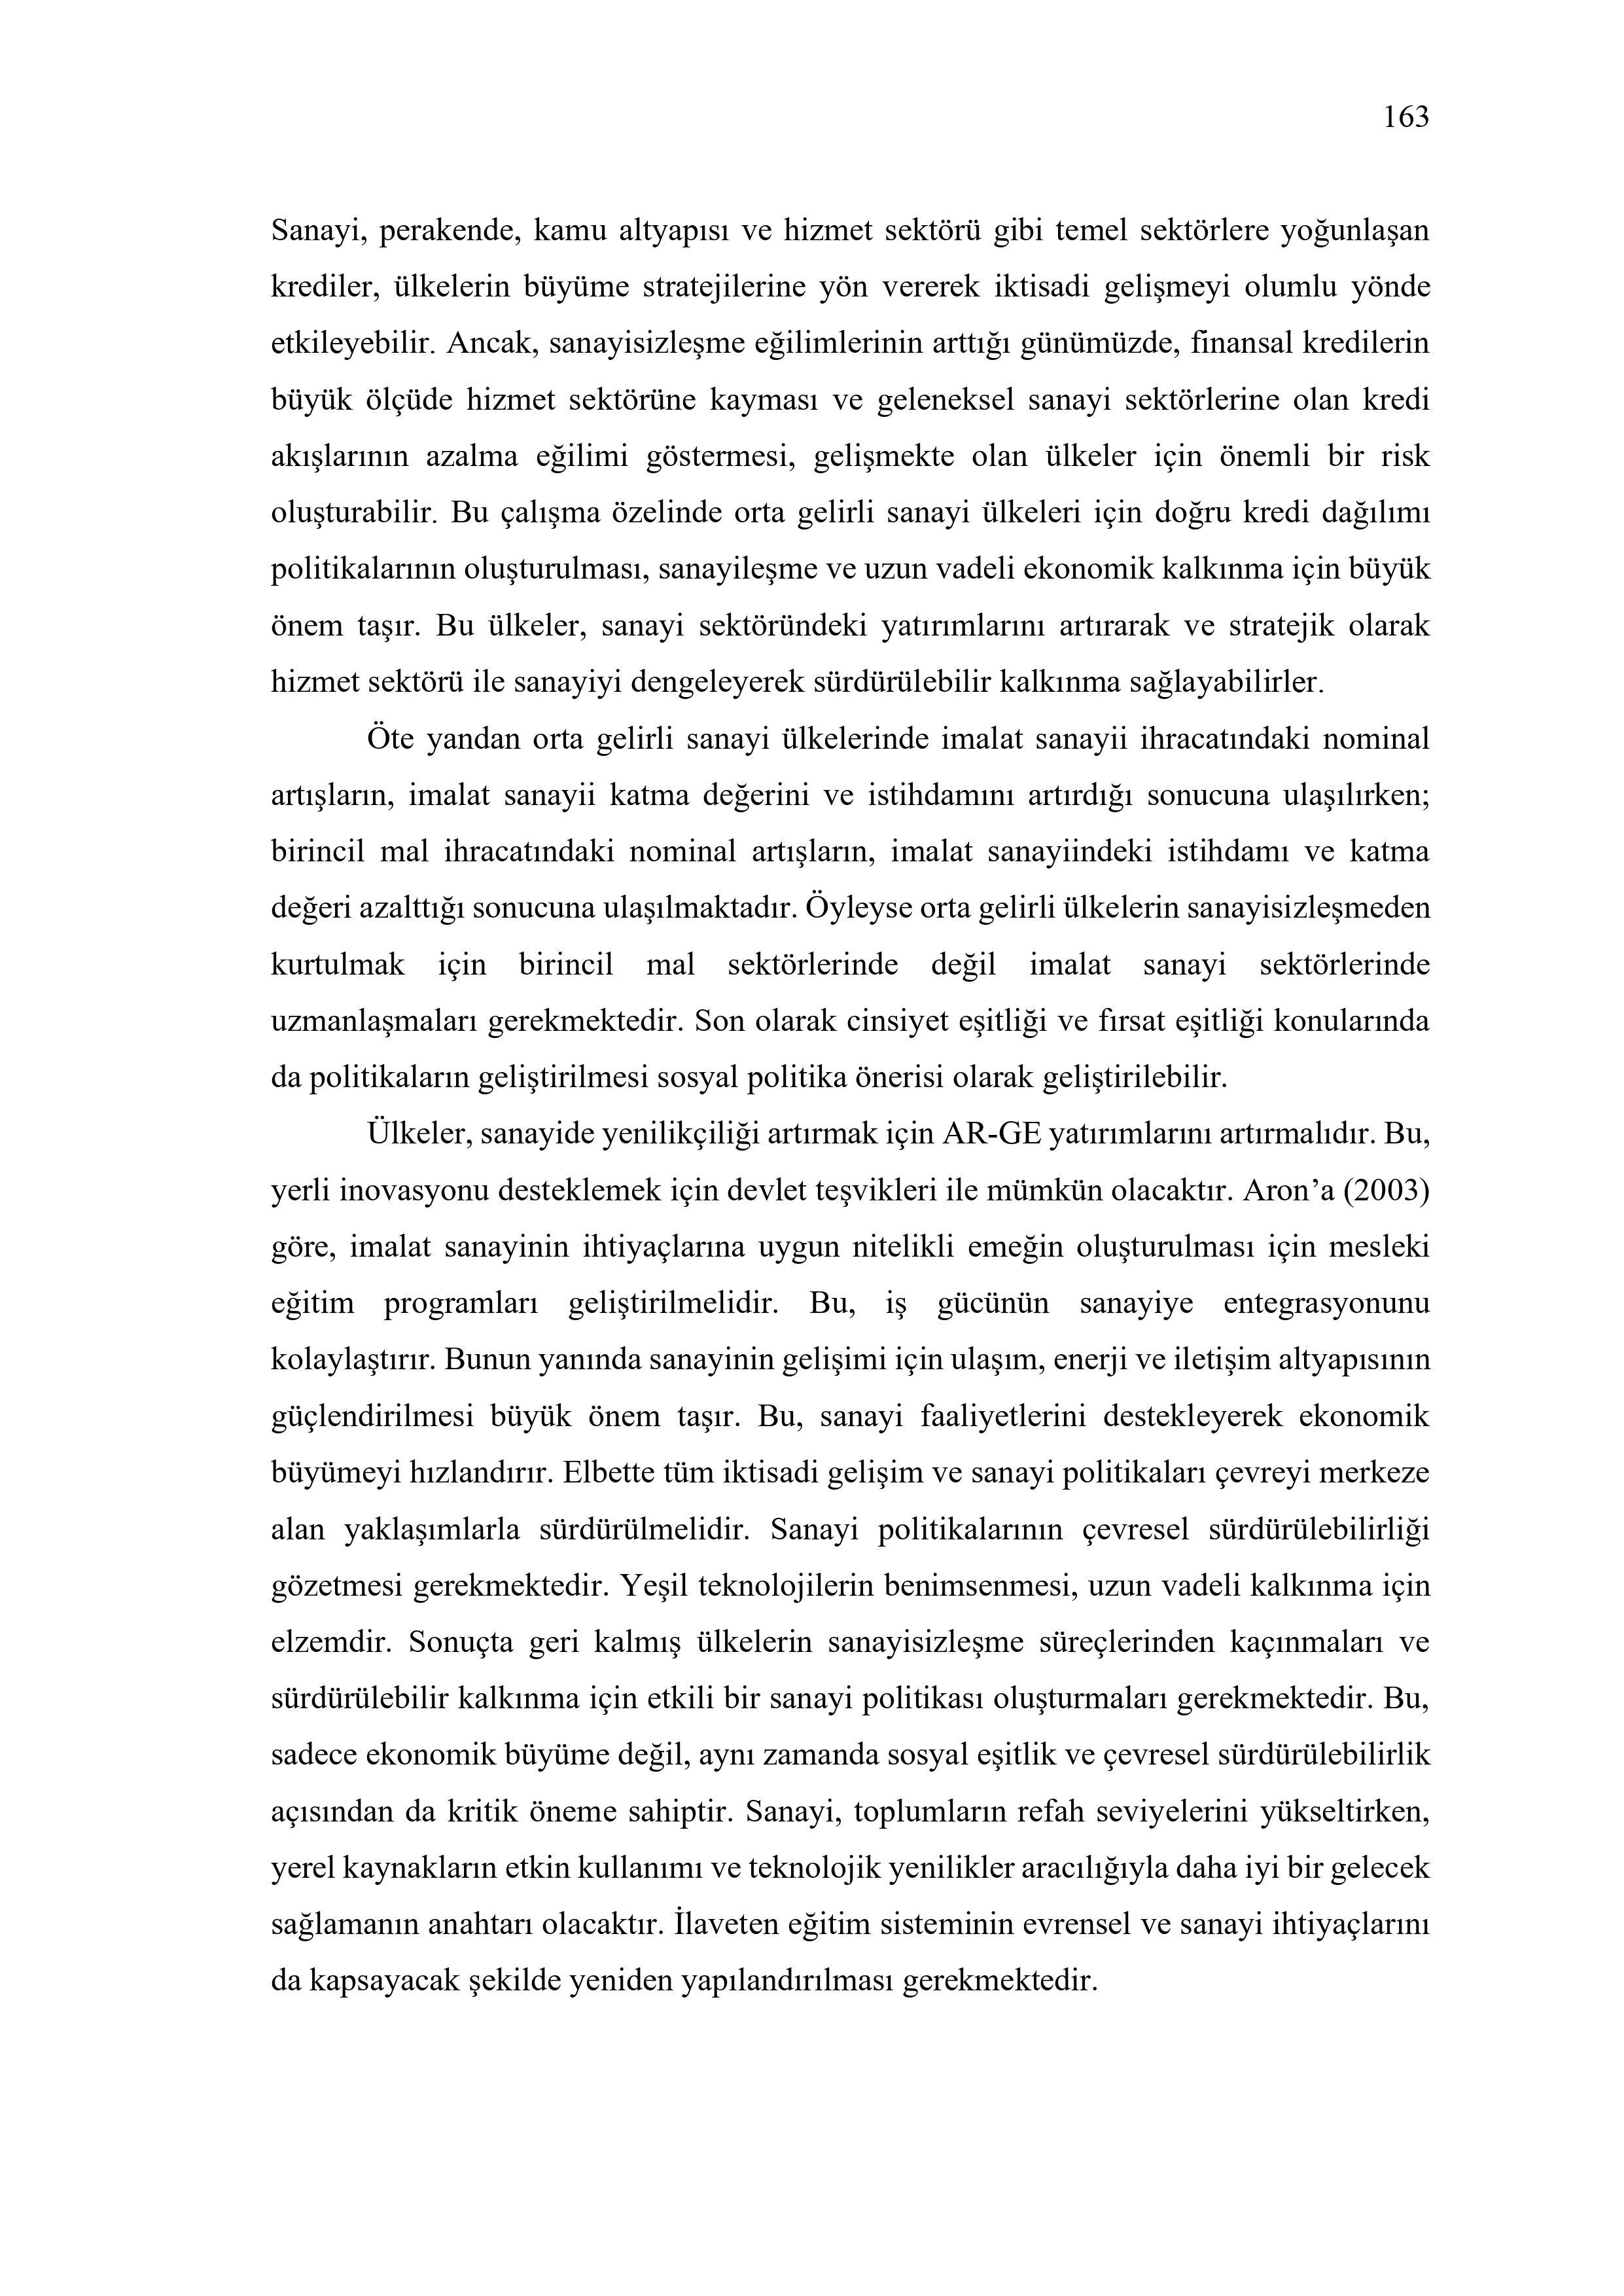 163
Sanayi, perakende, kamu altyapısı ve hizmet sektörü gibi temel sektörlere yoğunlaşan
krediler, ülkelerin büyüme stratejilerine yön vererek iktisadi gelişmeyi olumlu yönde
etkileyebilir. Ancak, sanayisizleşme eğilimlerinin arttığı günümüzde, finansal kredilerin
büyük ölçüde hizmet sektörüne kayması ve geleneksel sanayi sektörlerine olan kredi
akışlarının azalma eğilimi göstermesi, gelişmekte olan ülkeler için önemli bir risk
oluşturabilir. Bu çalışma özelinde orta gelirli sanayi ülkeleri için doğru kredi dağılımı
politikalarının oluşturulması, sanayileşme ve uzun vadeli ekonomik kalkınma için büyük
önem taşır. Bu ülkeler, sanayi sektöründeki yatırımlarını artırarak ve stratejik olarak
hizmet sektörü ile sanayiyi dengeleyerek sürdürülebilir kalkınma sağlayabilirler.
Öte yandan orta gelirli sanayi ülkelerinde imalat sanayii ihracatındaki nominal
artışların, imalat sanayii katma değerini ve istihdamını artırdığı sonucuna ulaşılırken;
birincil mal ihracatındaki nominal artışların, imalat sanayiindeki istihdamı ve katma
değeri azalttığı sonucuna ulaşılmaktadır. Öyleyse orta gelirli ülkelerin sanayisizleşmeden
kurtulmak için birincil mal sektörlerinde değil imalat sanayi sektörlerinde
uzmanlaşmaları gerekmektedir. Son olarak cinsiyet eşitliği ve fırsat eşitliği konularında
da politikaların geliştirilmesi sosyal politika önerisi olarak geliştirilebilir.
Ülkeler, sanayide yenilikçiliği artırmak için AR-GE yatırımlarını artırmalıdır. Bu,
yerli inovasyonu desteklemek için devlet teşvikleri ile mümkün olacaktır. Aron’a (2003)
göre, imalat sanayinin ihtiyaçlarına uygun nitelikli emeğin oluşturulması için mesleki
eğitim programları geliştirilmelidir. Bu, iş gücünün sanayiye entegrasyonunu
kolaylaştırır. Bunun yanında sanayinin gelişimi için ulaşım, enerji ve iletişim altyapısının
güçlendirilmesi büyük önem taşır. Bu, sanayi faaliyetlerini destekleyerek ekonomik
büyümeyi hızlandırır. Elbette tüm iktisadi gelişim ve sanayi politikaları çevreyi merkeze
alan yaklaşımlarla sürdürülmelidir. Sanayi politikalarının çevresel sürdürülebilirliği
gözetmesi gerekmektedir. Yeşil teknolojilerin benimsenmesi, uzun vadeli kalkınma için
elzemdir. Sonuçta geri kalmış ülkelerin sanayisizleşme süreçlerinden kaçınmaları ve
sürdürülebilir kalkınma için etkili bir sanayi politikası oluşturmaları gerekmektedir. Bu,
sadece ekonomik büyüme değil, aynı zamanda sosyal eşitlik ve çevresel sürdürülebilirlik
açısından da kritik öneme sahiptir. Sanayi, toplumların refah seviyelerini yükseltirken,
yerel kaynakların etkin kullanımı ve teknolojik yenilikler aracılığıyla daha iyi bir gelecek
sağlamanın anahtarı olacaktır. İlaveten eğitim sisteminin evrensel ve sanayi ihtiyaçlarını
da kapsayacak şekilde yeniden yapılandırılması gerekmektedir.